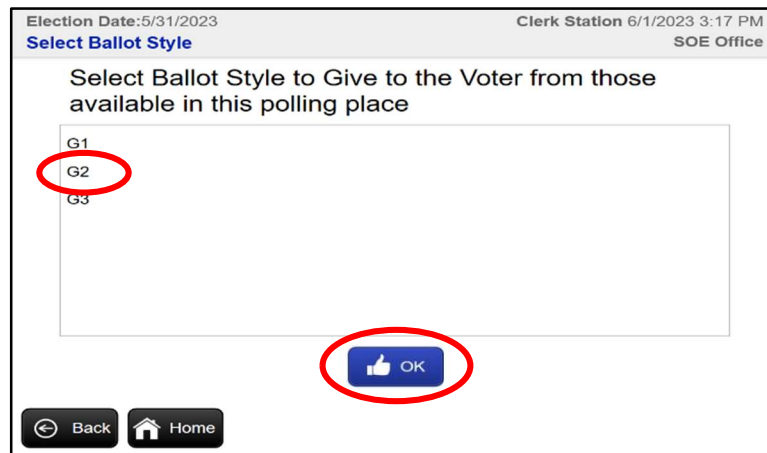 Election Date:5/31/2023 Clerk Station 6/1/2023 3:17 PM
Select Ballot Style SOE Office
Select Ballot Style to Give to the Voter from those
available in this polling place
G1
G2
G3
OK
Back Home